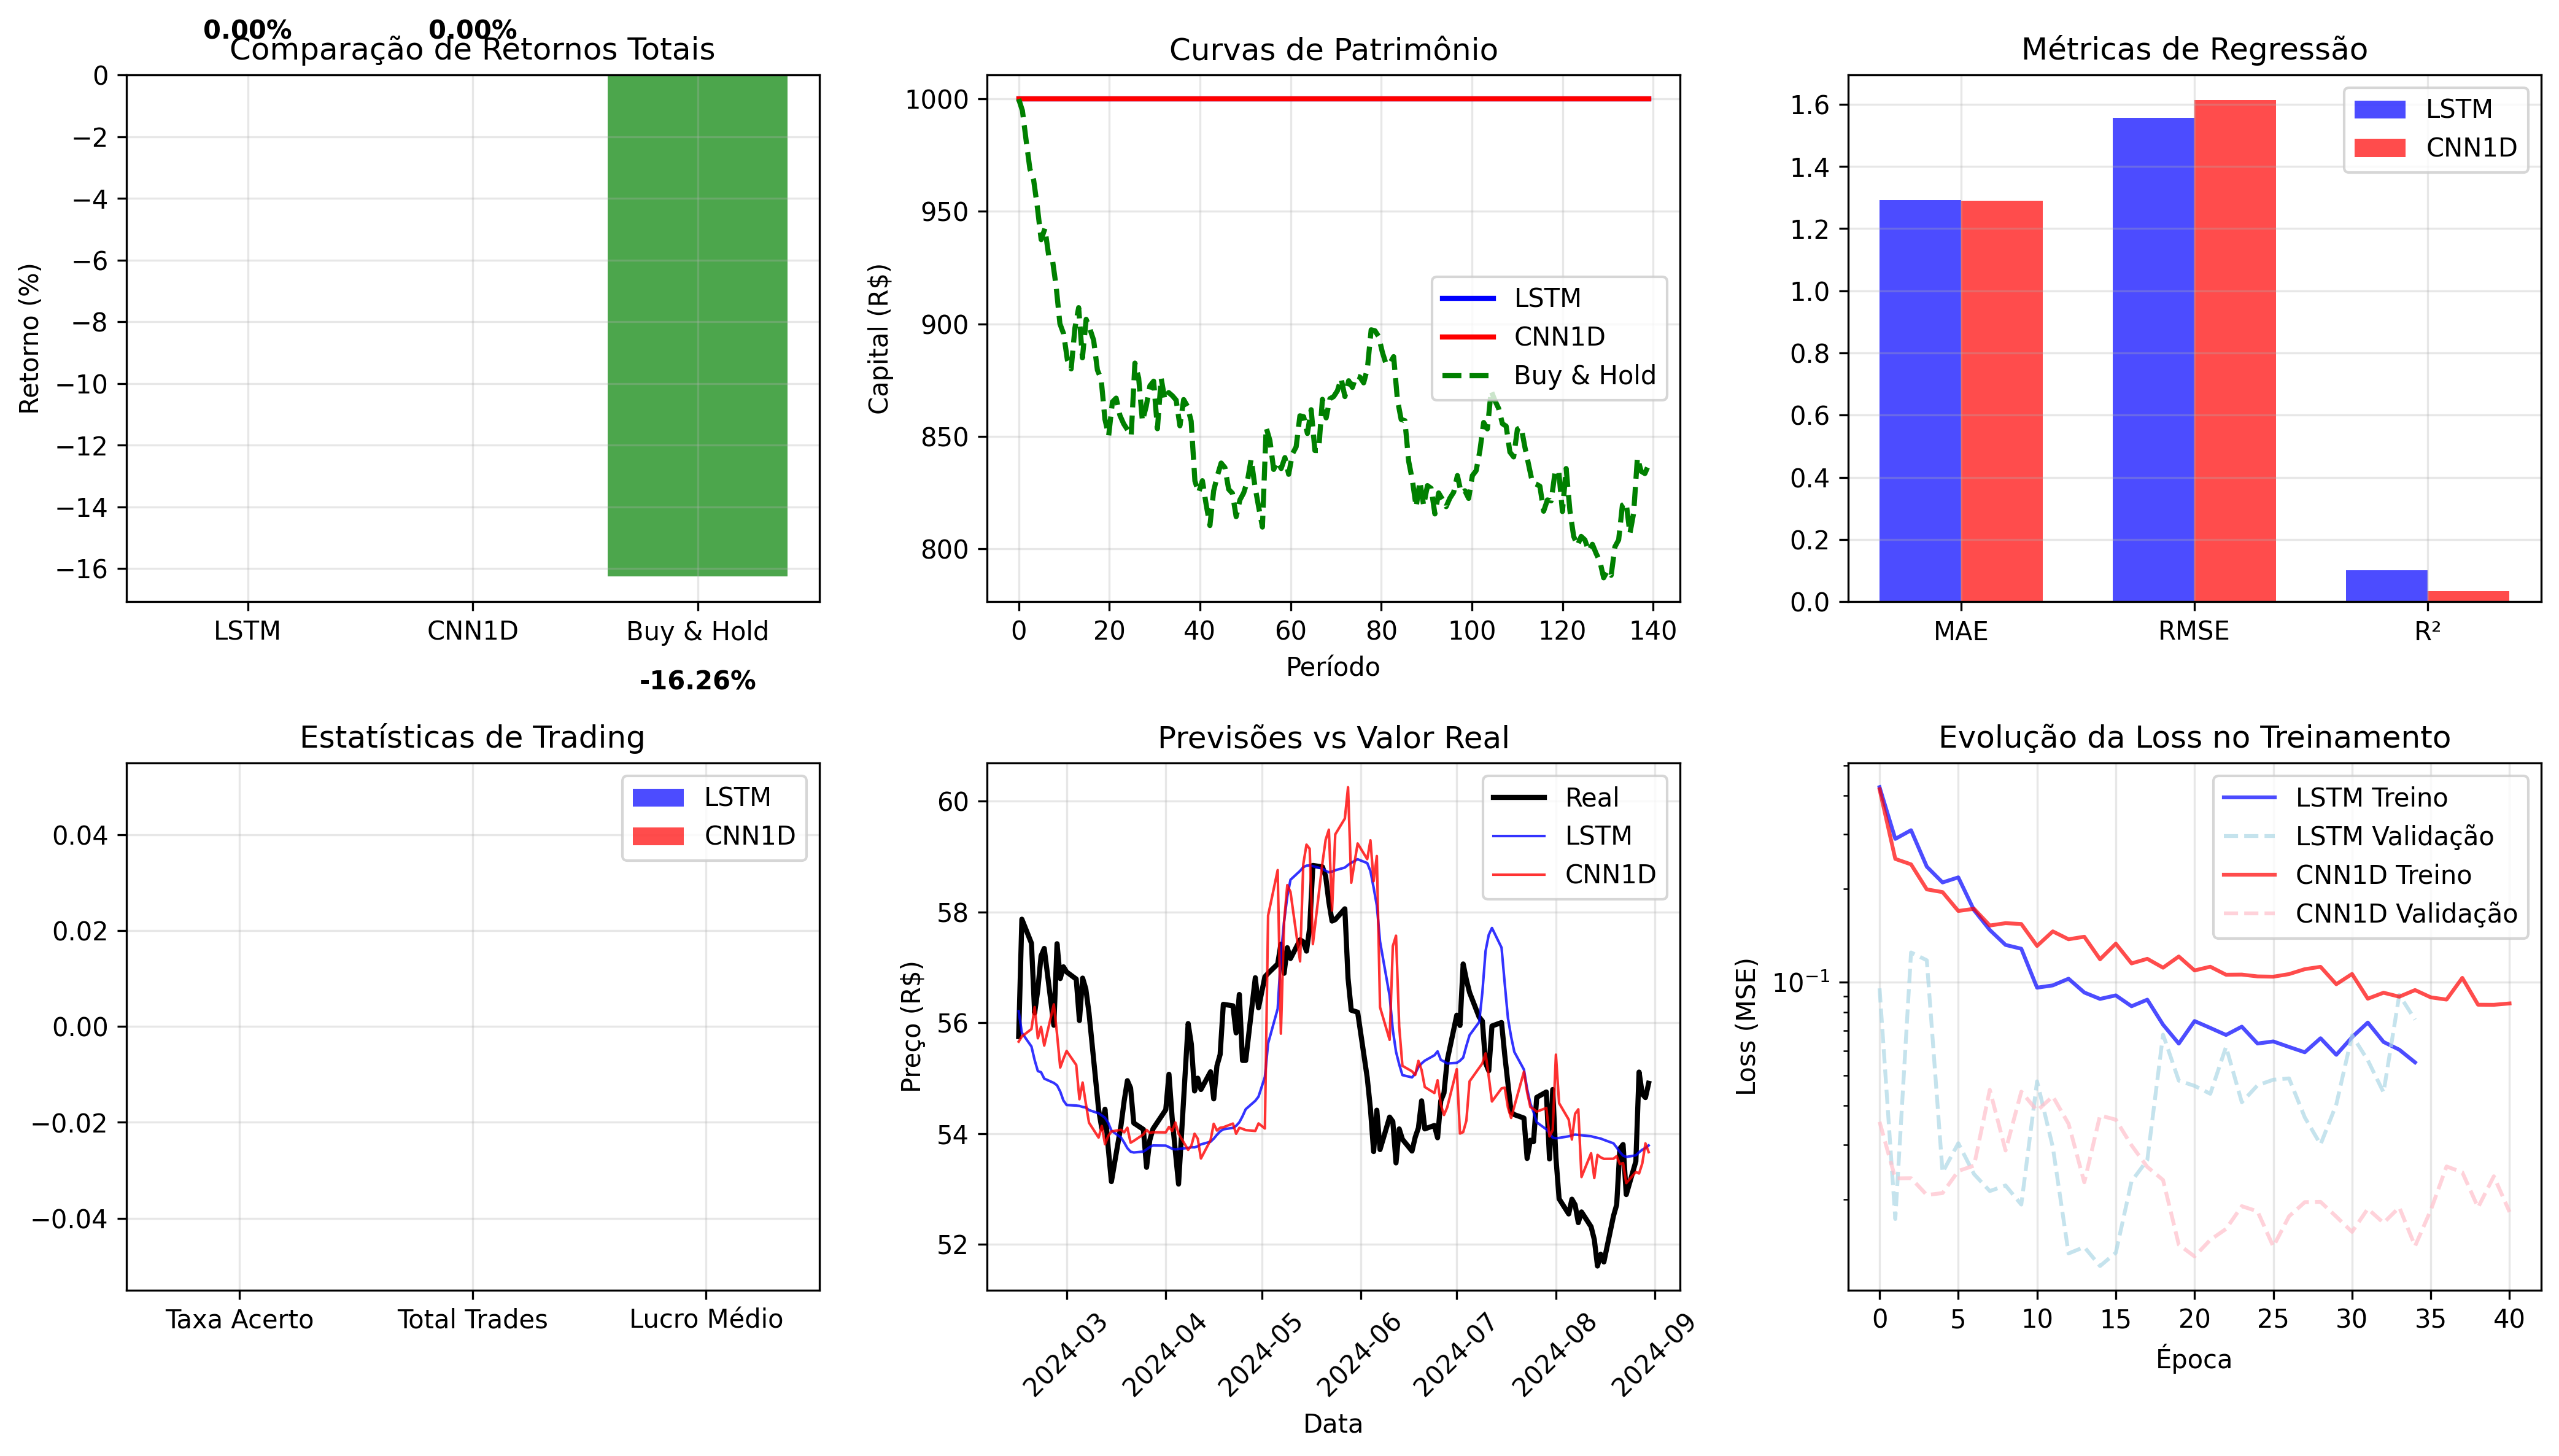 0.00%
0.00%
Comparação de Retornos Totais
0
−2
−4
−6
−8
−10
−12
−14
−16
Retorno (%)
LSTM
CNN1D
Buy & Hold
-16.26%
Curvas de Patrimônio
1000
950
900
850
800
Capital (R$)
LSTM
CNN1D
Buy & Hold
0
20
40
60
80
100
120
140
Período
Métricas de Regressão
1.6
1.4
1.2
1.0
0.8
0.6
0.4
0.2
0.0
LSTM
CNN1D
MAE
RMSE
R²
Estatísticas de Trading
0.04
0.02
0.00
−0.02
−0.04
LSTM
CNN1D
Taxa Acerto
Total Trades
Lucro Médio
Previsões vs Valor Real
60
58
56
54
52
Preço (R$)
Real
LSTM
CNN1D
2024-03
2024-04
2024-05
2024-06
2024-07
2024-08
2024-09
Data
Evolução da Loss no Treinamento
10⁻¹
Loss (MSE)
LSTM Treino
LSTM Validação
CNN1D Treino
CNN1D Validação
0
5
10
15
20
25
30
35
40
Época